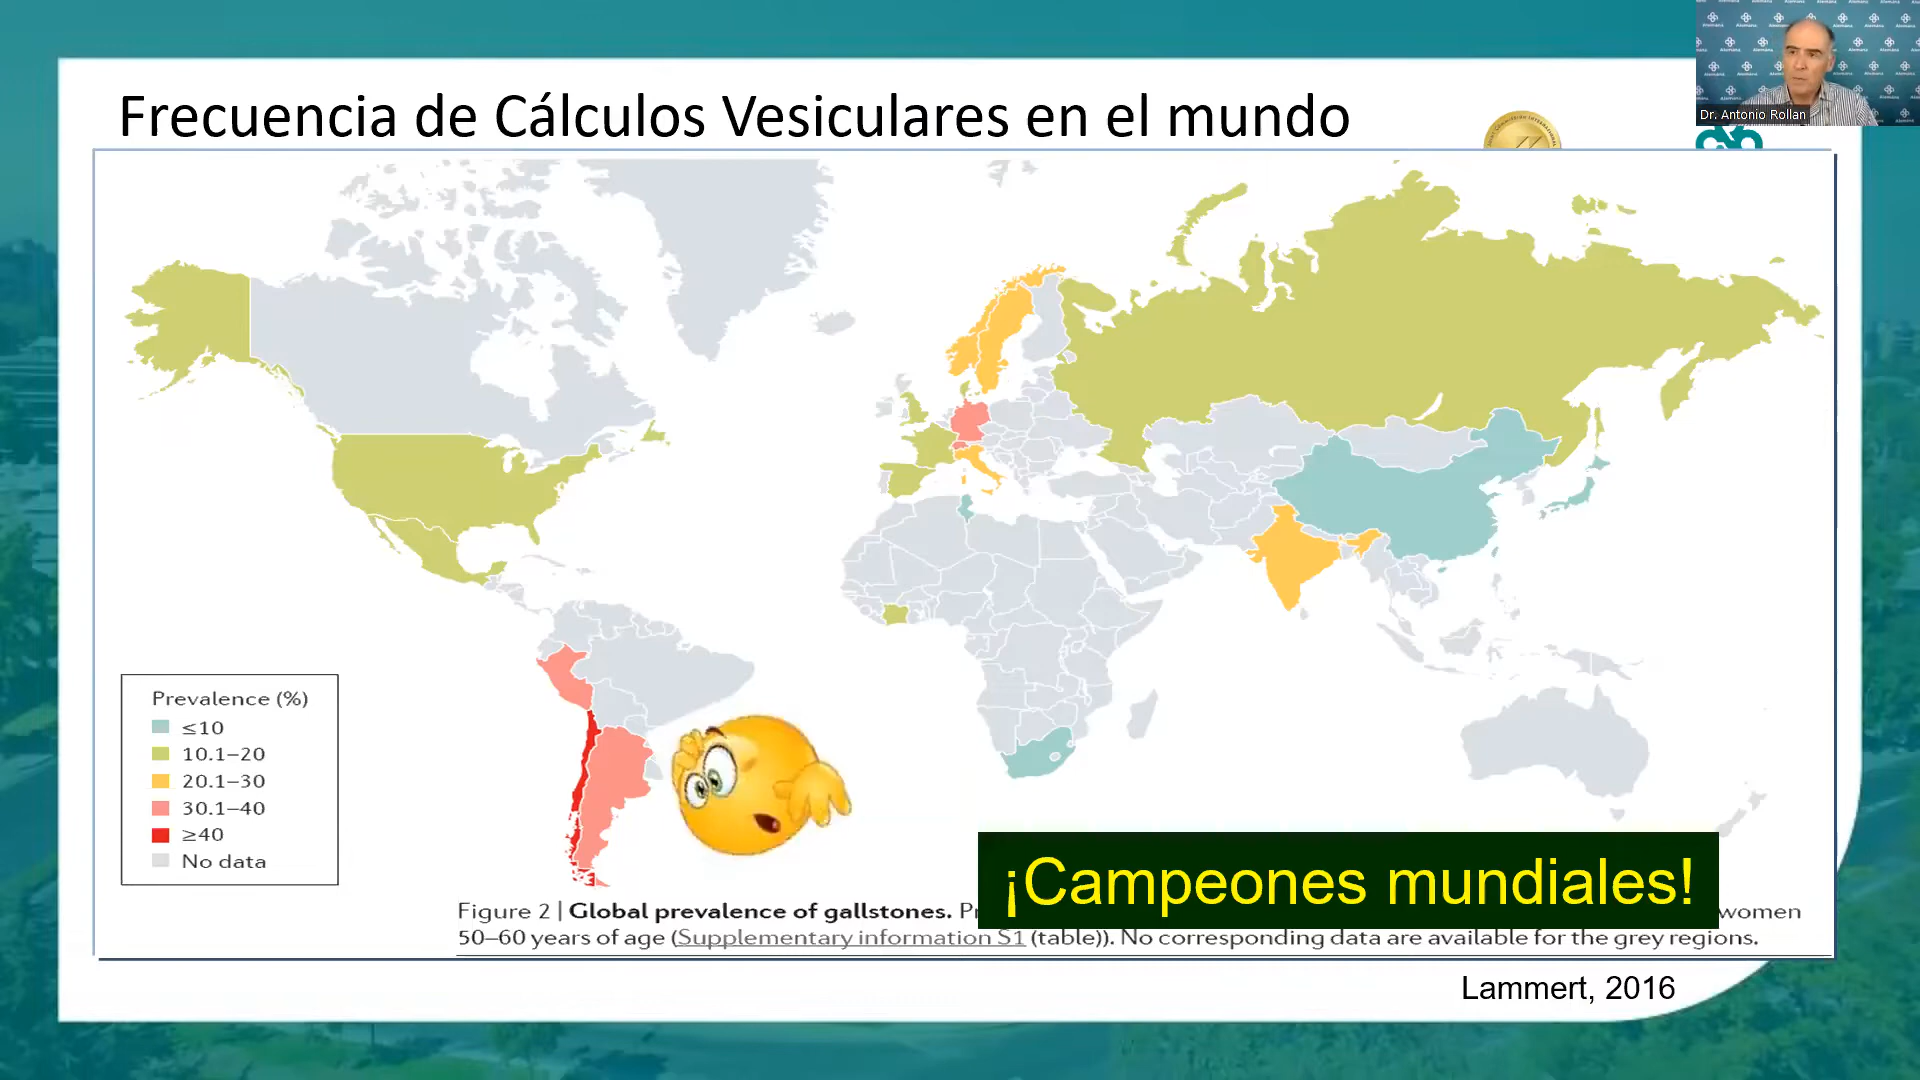 Frecuencia de Cálculos Vesiculares en el mundo
Dr. Antonio Rollan
Prevalence (%)
≤10
10.1–20
20.1–30
30.1–40
≥40
No data
¡Campeones mundiales!
Figure 2 | Global prevalence of gallstones. women
50–60 years of age (Supplementary information S1 (table)). No corresponding data are available for the grey regions.
Lammert, 2016